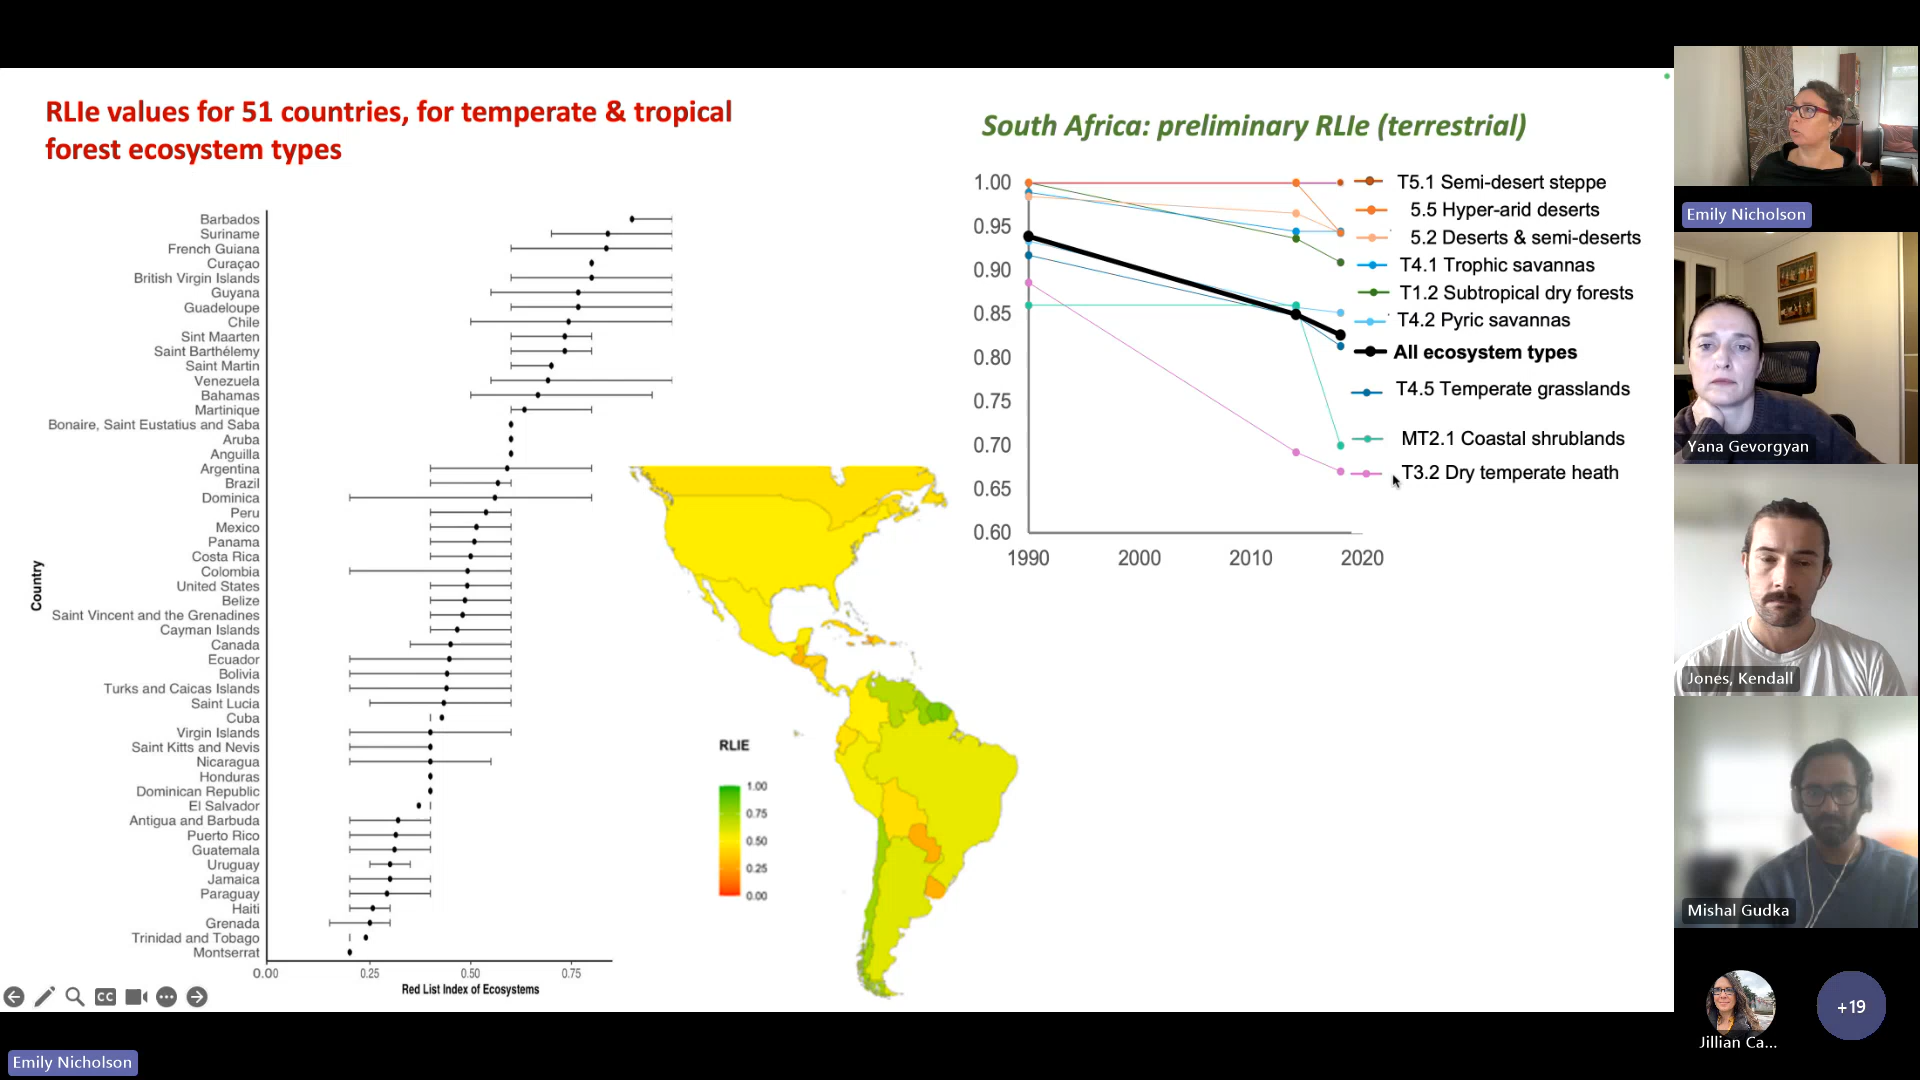 RLIe values for 51 countries, for temperate & tropical
forest ecosystem types
Country
Barbados
Suriname
French Guiana
Curaçao
British Virgin Islands
Guyana
Guadeloupe
Chile
Sint Maarten
Saint Barthélemy
Saint Martin
Venezuela
Bahamas
Martinique
Bonaire, Saint Eustatius and Saba
Aruba
Anguilla
Argentina
Brazil
Dominica
Peru
Mexico
Panama
Costa Rica
Colombia
United States
Belize
Saint Vincent and the Grenadines
Cayman Islands
Canada
Ecuador
Bolivia
Turks and Caicas Islands
Saint Lucia
Cuba
Virgin Islands
Saint Kitts and Nevis
Nicaragua
Honduras
Dominican Republic
El Salvador
Antigua and Barbuda
Puerto Rico
Guatemala
Uruguay
Jamaica
Paraguay
Haiti
Grenada
Trinidad and Tobago
Montserrat
0.00 0.25 0.50 0.75
Red List Index of Ecosystems
RLIE
1.00
0.75
0.50
0.25
0.00
South Africa: preliminary RLIe (terrestrial)
1.00
0.95
0.90
0.85
0.80
0.75
0.70
0.65
0.60
1990 2000 2010 2020
T5.1 Semi-desert steppe
5.5 Hyper-arid deserts
5.2 Deserts & semi-deserts
T4.1 Trophic savannas
T1.2 Subtropical dry forests
T4.2 Pyric savannas
All ecosystem types
T4.5 Temperate grasslands
MT2.1 Coastal shrublands
T3.2 Dry temperate heath
CC
Emily Nicholson
Emily Nicholson
Yana Gevorgyan
Jones, Kendall
Mishal Gudka
Jillian Ca...
+19